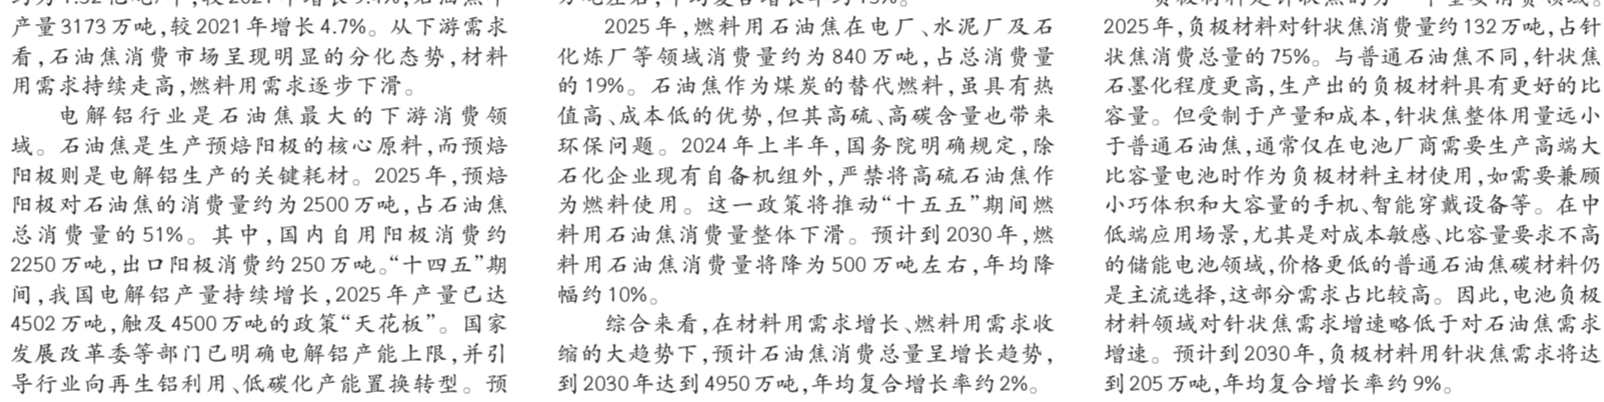 产量3173万吨,较2021年增长4.7%。从下游需求
看,石油焦消费市场呈现明显的分化态势,材料
用需求持续走高,燃料用需求逐步下滑。
电解铝行业是石油焦最大的下游消费领
域。石油焦是生产预焙阳极的核心原料,而预焙
阳极则是电解铝生产的关键耗材。2025年,预焙
阳极对石油焦的消费量约为2500万吨,占石油焦
总消费量的51%。其中,国内自用阳极消费约
2250万吨,出口阳极消费约250万吨。“十四五”期
间,我国电解铝产量持续增长,2025年产量已达
4502万吨,触及4500万吨的政策“天花板”。国家
发展改革委等部门已明确电解铝产能上限,并引
导行业向再生铝利用、低碳化产能置换转型。预
2025年,燃料用石油焦在电厂、水泥厂及石
化炼厂等领域消费量约为840万吨,占总消费量
的19%。石油焦作为煤炭的替代燃料,虽具有热
值高、成本低的优势,但其高硫、高碳含量也带来
环保问题。2024年上半年,国务院明确规定,除
石化企业现有自备机组外,严禁将高硫石油焦作
为燃料使用。这一政策将推动“十五五”期间燃
料用石油焦消费量整体下滑。预计到2030年,燃
料用石油焦消费量将降为500万吨左右,年均降
幅约10%。
综合来看,在材料用需求增长、燃料用需求收
缩的大趋势下,预计石油焦消费总量呈增长趋势,
到2030年达到4950万吨,年均复合增长率约2%。
2025年,负极材料对针状焦消费量约132万吨,占针
状焦消费总量的75%。与普通石油焦不同,针状焦
石墨化程度更高,生产出的负极材料具有更好的比
容量。但受制于产量和成本,针状焦整体用量远小
于普通石油焦,通常仅在电池厂商需要生产高端大
比容量电池时作为负极材料主材使用,如需要兼顾
小巧体积和大容量的手机、智能穿戴设备等。在中
低端应用场景,尤其是对成本敏感、比容量要求不高
的储能电池领域,价格更低的普通石油焦碳材料仍
是主流选择,这部分需求占比较高。因此,电池负极
材料领域对针状焦需求增速略低于对石油焦需求
增速。预计到2030年,负极材料用针状焦需求将达
到205万吨,年均复合增长率约9%。